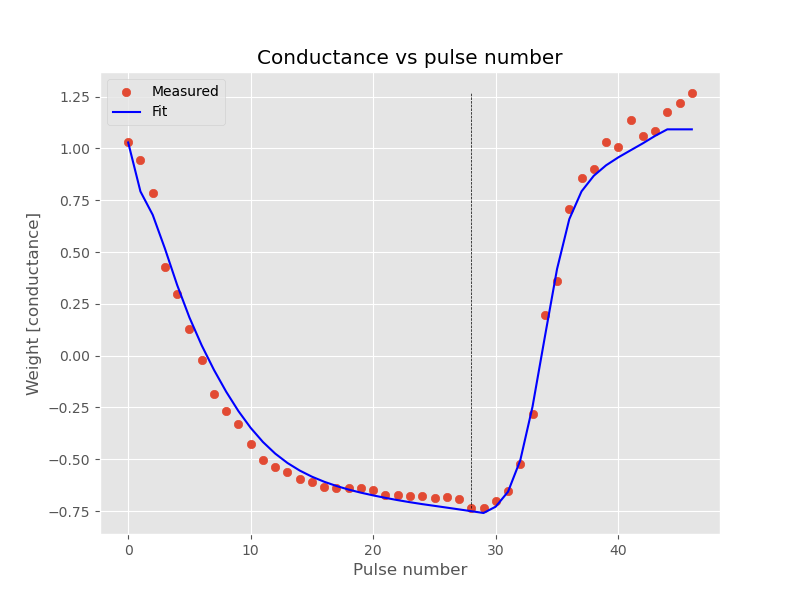 Conductance vs pulse number
Measured
Fit
1.25
1.00
0.75
0.50
0.25
0.00
−0.25
−0.50
−0.75
Weight [conductance]
0 10 20 30 40
Pulse number